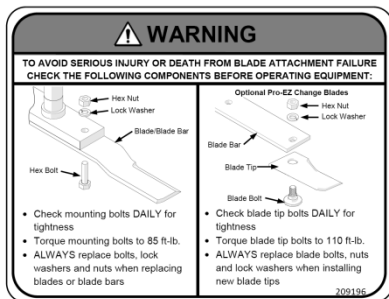 WARNING
TO AVOID SERIOUS INJURY OR DEATH FROM BLADE ATTACHMENT FAILURE
CHECK THE FOLLOWING COMPONENTS BEFORE OPERATING EQUIPMENT:
Hex Nut
Lock Washer
Blade/Blade Bar
Hex Bolt
• Check mounting bolts DAILY for
tightness
• Torque mounting bolts to 85 ft-lb.
• ALWAYS replace bolts, lock
washers and nuts when replacing
blades or blade bars
Optional Pro-EZ Change Blades
Hex Nut
Lock Washer
Blade Bar
Blade Tip
Blade Bolt
• Check blade tip bolts DAILY for
tightness
• Torque blade tip bolts to 110 ft-lb.
• ALWAYS replace blade bolts, nuts
and lock washers when installing
new blade tips
209196